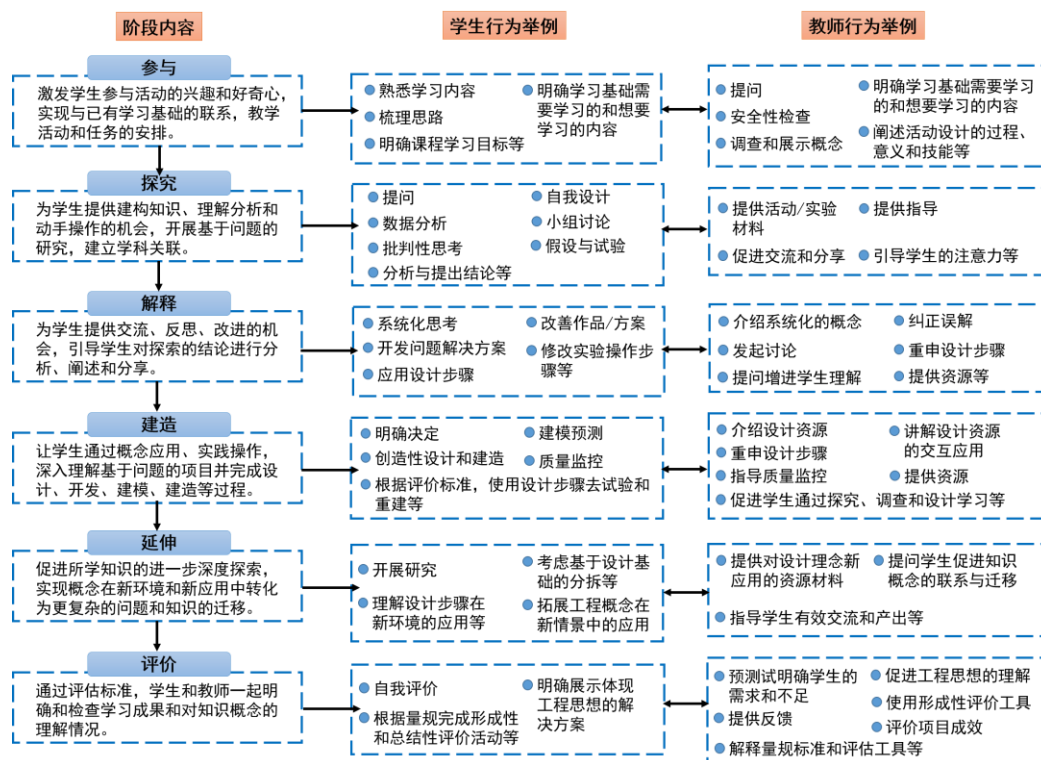 阶段内容
学生行为举例
教师行为举例
参与
激发学生参与活动的兴趣和好奇心，
实现与已有学习基础的联系，教学
活动和任务的安排。
熟悉学习内容
梳理思路
明确课程学习目标等
明确学习基础需
要学习的和想要
学习的内容
提问
安全性检查
调查和展示概念
明确学习基础需要学习
的和想要学习的内容
阐述活动设计的过程、
意义和技能等
探究
为学生提供建构知识、理解分析和
动手操作的机会，开展基于问题的
研究，建立学科关联。
提问
数据分析
批判性思考
分析与提出结论等
自我设计
小组讨论
假设与试验
提供活动/实验
材料
促进交流和分享
提供指导
引导学生的注意力等
解释
为学生提供交流、反思、改进的机
会，引导学生对探索的结论进行分
析、阐述和分享。
系统化思考
开发问题解决方案
应用设计步骤
改善作品/方案
修改实验操作步
骤等
介绍系统化的概念
发起讨论
提问增进学生理解
纠正误解
重申设计步骤
提供资源等
建造
让学生通过概念应用、实践操作，
深入理解基于问题的项目并完成设
计、开发、建模、建造等过程。
明确决定
创造性设计和建造
建模预测
质量监控
根据评价标准，使用设计步骤去试验和
重建等
介绍设计资源
重申设计步骤
指导质量监控
讲解设计资源
的交互应用
提供资源
促进学生通过探究、调查和设计学习等
延伸
促进所学知识的进一步深度探索，
实现概念在新环境和新应用中转化
为更复杂的问题和知识的迁移。
开展研究
理解设计步骤在
新环境的应用等
考虑基于设计基
础的分拆等
拓展工程概念在
新情景中的应用
提供对设计理念新
应用的资源材料
提问学生促进知识
概念的联系与迁移
指导学生有效交流和产出等
评价
通过评估标准，学生和教师一起明
确和检查学习成果和对知识概念的
理解情况。
自我评价
根据量规完成形成性
和总结性评价活动等
明确展示体现
工程思想的解
决方案
预测试明确学生的
需求和不足
提供反馈
解释量规标准和评估工具等
促进工程思想的理解
使用形成性评价工具
评价项目成效